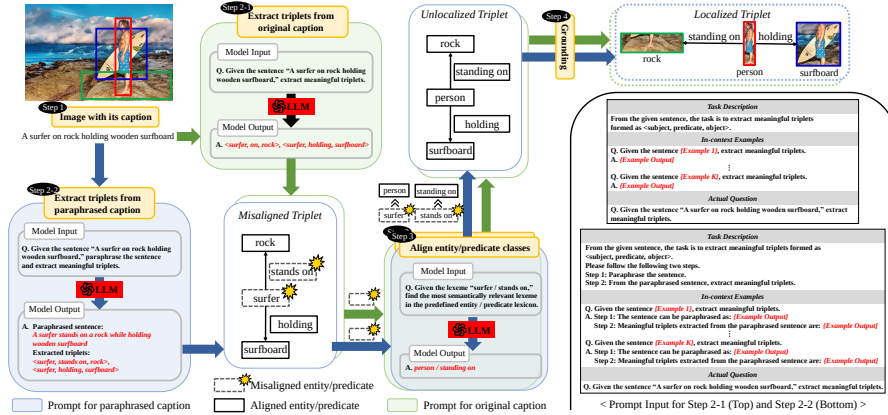 Step 1
Image with its caption
A surfer on rock holding wooden surfboard
Step 2-1
Extract triplets from
original caption
Model Input
Q. Given the sentence “A surfer on rock holding
wooden surfboard,” extract meaningful triplets.
LLM
Model Output
A. <surfer, on, rock>, <surfer, holding, surfboard>
Step 2-2
Extract triplets from
paraphrased caption
Model Input
Q. Given the sentence “A surfer on rock holding
wooden surfboard,” paraphrase the sentence
and extract meaningful triplets.
LLM
Model Output
A. Paraphrased sentence:
A surfer stands on a rock while holding
wooden surfboard
Extracted triplets:
<surfer, stands on, rock>,
<surfer, holding, surfboard>
Misaligned Triplet
rock
stands on
surfer
holding
surfboard
Unlocalized Triplet
rock
standing on
person
holding
surfboard
person
standing on
surfer
stands on
Step 3
Align entity/predicate classes
Model Input
Q. Given the lexeme “surfer / stands on,”
find the most semantically relevant lexeme
in the predefined entity / predicate lexicon.
LLM
Model Output
A. person / standing on
Step 4
Grounding
Localized Triplet
standing on
holding
rock
person
surfboard
Task Description
From the given sentence, the task is to extract meaningful triplets
formed as <subject, predicate, object>.
In-context Examples
Q. Given the sentence {Example 1}, extract meaningful triplets.
A. {Example Output}
⋮
Q. Given the sentence {Example K}, extract meaningful triplets.
A. {Example Output}
Actual Question
Q. Given the sentence “A surfer on rock holding wooden surfboard,” extract
meaningful triplets.
Task Description
From the given sentence, the task is to extract meaningful triplets formed as
<subject, predicate, object>.
Please follow the following two steps.
Step 1: Paraphrase the sentence.
Step 2: From the paraphrased sentence, extract meaningful triplets.
In-context Examples
Q. Given the sentence {Example 1}, extract meaningful triplets.
A. Step 1: The sentence can be paraphrased as: {Example Output}
Step 2: Meaningful triplets extracted from the paraphrased sentence are: {Example Output}
⋮
Q. Given the sentence {Example K}, extract meaningful triplets.
A. Step 1: The sentence can be paraphrased as: {Example Output}
Step 2: Meaningful triplets extracted from the paraphrased sentence are: {Example Output}
Actual Question
Q. Given the sentence “A surfer on rock holding wooden surfboard,” extract meaningful triplets.
< Prompt Input for Step 2-1 (Top) and Step 2-2 (Bottom) >
Misaligned entity/predicate
Prompt for paraphrased caption
Aligned entity/predicate
Prompt for original caption